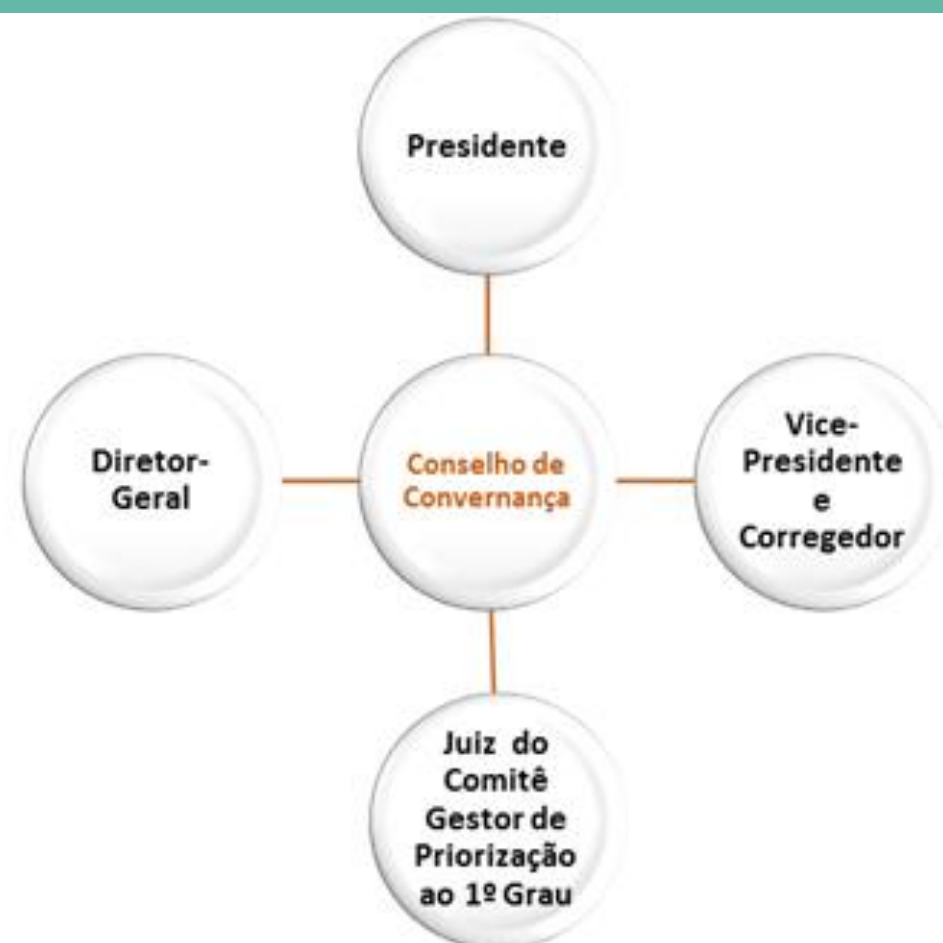 Presidente
Diretor-
Geral
Conselho de
Convernança
Vice-
Presidente
e
Corregedor
Juiz do
Comitê
Gestor de
Priorização
ao 1º Grau